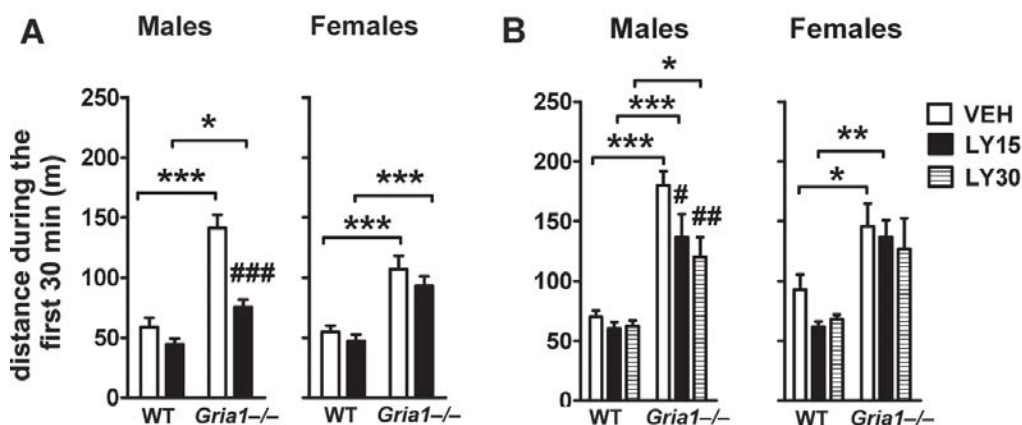 A
Males
Females
distance during the
first 30 min (m)
250
200
150
100
50
0
***
*
###
***
***
WT
Gria1–/–
WT
Gria1–/–
B
Males
Females
250
200
150
100
50
0
***
***
*
#
##
*
**
WT
Gria1–/–
WT
Gria1–/–
VEH
LY15
LY30